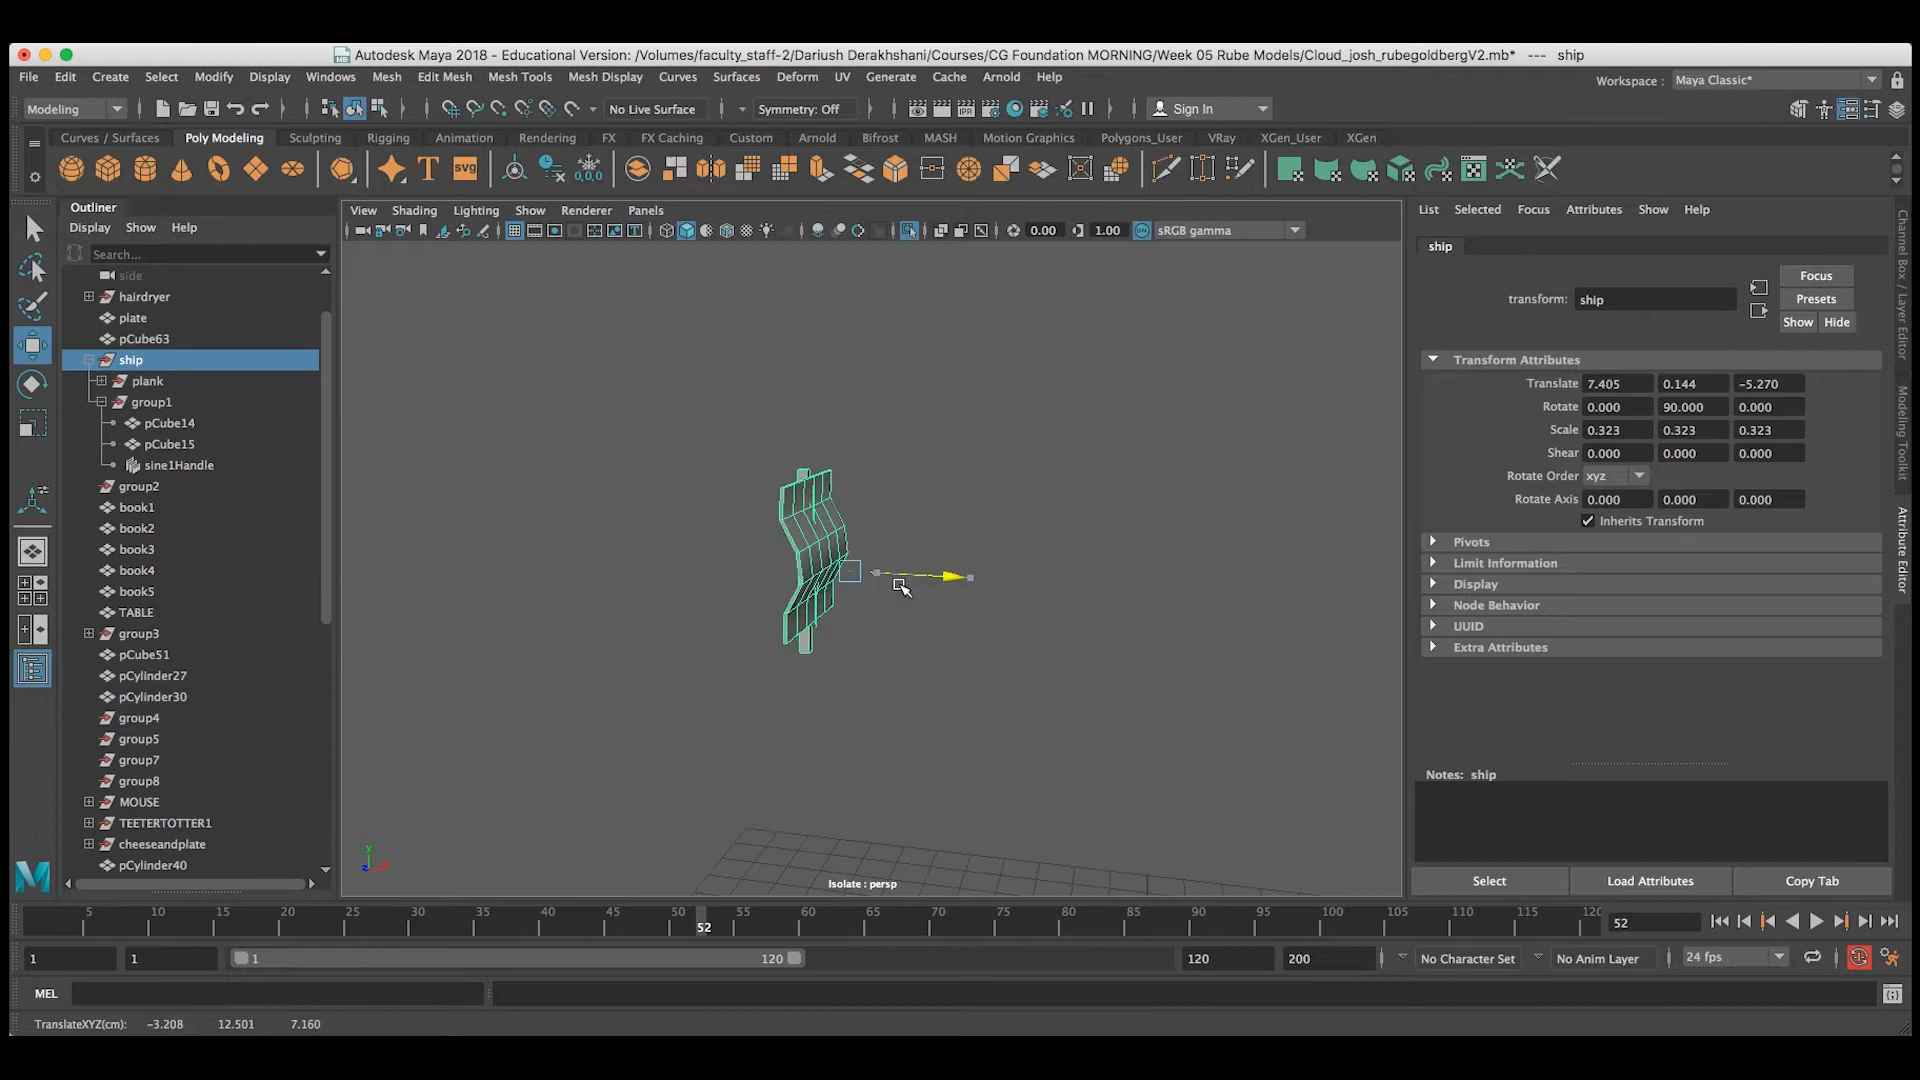 Autodesk Maya 2018 - Educational Version: /Volumes/faculty_staff-2/Dariush Derakhshani/Courses/CG Foundation MORNING/Week 05 Rube Models/Cloud_josh_rubegoldbergV2.mb* --- ship
File Edit Create Select Modify Display Windows Mesh Edit Mesh Mesh Tools Mesh Display Curves Surfaces Deform UV Generate Cache Arnold Help
Workspace : Maya Classic*
Modeling No Live Surface Symmetry: Off Sign In
Curves / Surfaces Poly Modeling Sculpting Rigging Animation Rendering FX FX Caching Custom Arnold Bifrost MASH Motion Graphics Polygons_User VRay XGen_User XGen
T SVG 0,0,0
Outliner
Display Show Help
Search...
side
hairdryer
plate
pCube63
ship
plank
group1
pCube14
pCube15
sine1Handle
group2
book1
book2
book3
book4
book5
TABLE
group3
pCube51
pCylinder27
pCylinder30
group4
group5
group7
group8
MOUSE
TEETERTOTTER1
cheeseandplate
pCylinder40
View Shading Lighting Show Renderer Panels
0.00 1.00 ON sRGB gamma
y
Isolate : persp
List Selected Focus Attributes Show Help
ship
Focus
transform: ship
Presets
Show Hide
Transform Attributes
Translate 7.405 0.144 -5.270
Rotate 0.000 90.000 0.000
Scale 0.323 0.323 0.323
Shear 0.000 0.000 0.000
Rotate Order xyz
Rotate Axis 0.000 0.000 0.000
Inherits Transform
Pivots
Limit Information
Display
Node Behavior
UUID
Extra Attributes
Notes: ship
Select Load Attributes Copy Tab
Channel Box / Layer Editor
Modeling Toolkit
Attribute Editor
5 10 15 20 25 30 35 40 45 50 55 60 65 70 75 80 85 90 95 100 105 110 115 120
52 52
1 1 1 120 120 200 No Character Set No Anim Layer 24 fps
MEL
TranslateXYZ(cm): -3.208 12.501 7.160